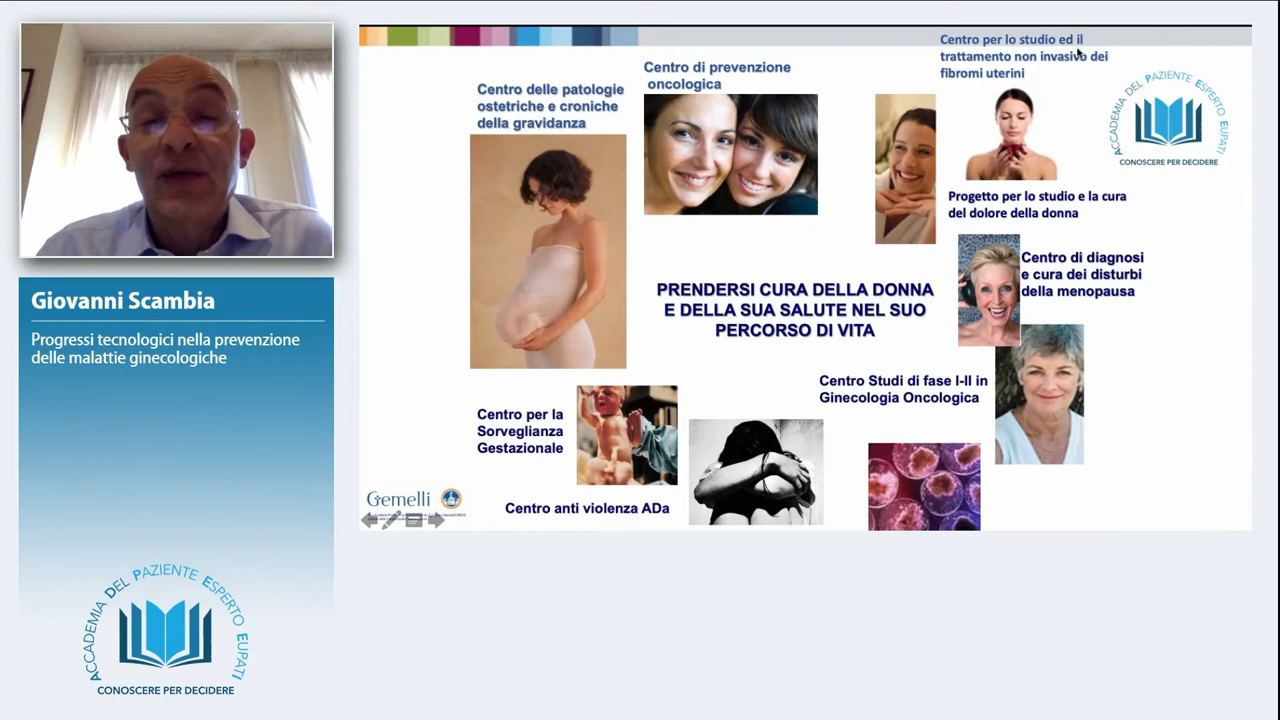 Giovanni Scambia
Progressi tecnologici nella prevenzione
delle malattie ginecologiche
ACCADEMIA DEL PAZIENTE ESPERTO EUPATI
CONOSCERE PER DECIDERE
Centro delle patologie
ostetriche e croniche
della gravidanza
Centro di prevenzione
oncologica
Centro per lo studio ed il
trattamento non invasivo dei
fibromi uterini
ACCADEMIA DEL PAZIENTE ESPERTO EUPATI
CONOSCERE PER DECIDERE
Progetto per lo studio e la cura
del dolore della donna
Centro di diagnosi
e cura dei disturbi
della menopausa
PRENDERSI CURA DELLA DONNA
E DELLA SUA SALUTE NEL SUO
PERCORSO DI VITA
Centro Studi di fase I-II in
Ginecologia Oncologica
Centro per la
Sorveglianza
Gestazionale
Centro anti violenza ADa
Gemelli